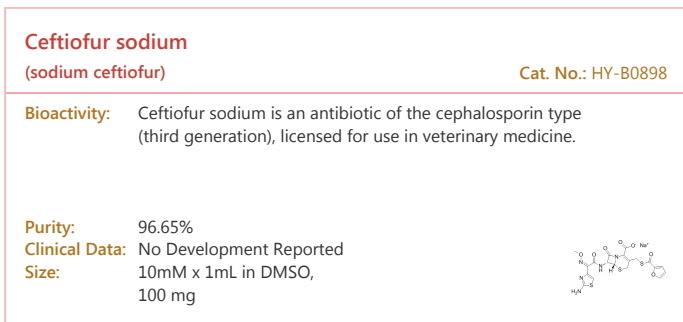 Ceftiofur sodium
(sodium ceftiofur) Cat. No.: HY-B0898
Bioactivity: Ceftiofur sodium is an antibiotic of the cephalosporin type
(third generation), licensed for use in veterinary medicine.
Purity: 96.65%
Clinical Data: No Development Reported
Size: 10mM x 1mL in DMSO,
100 mg